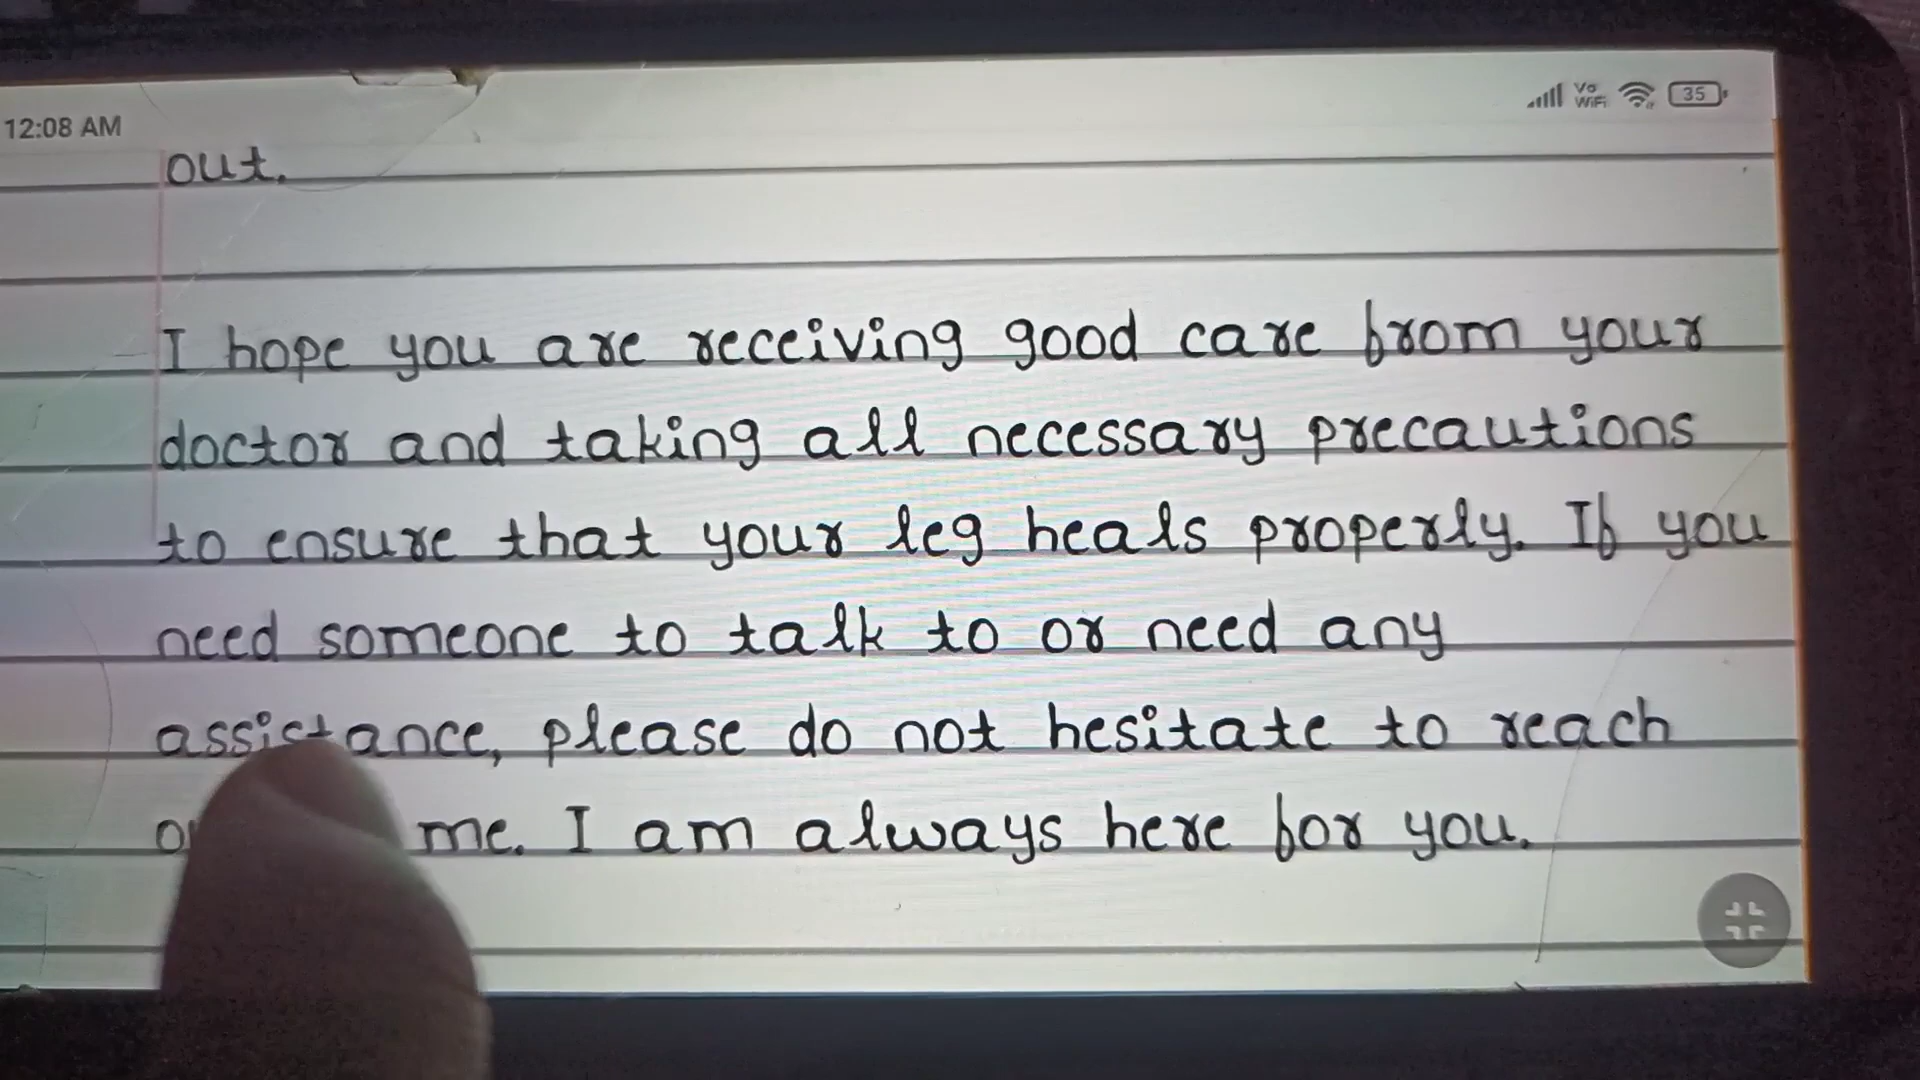 12:08 AM
Vo WiFi 35
out.
I hope you are receiving good care from your
doctor and taking all necessary precautions
to ensure that your leg heals properly. If you
need someone to talk to or need any
assistance, please do not hesitate to reach
me. I am always here for you.